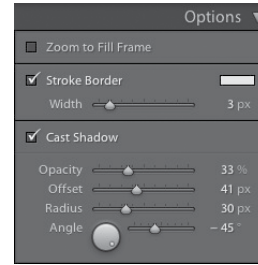 Options
Zoom to Fill Frame
Stroke Border
Width 3 px
Cast Shadow
Opacity 33 %
Offset 41 px
Radius 30 px
Angle – 45 °